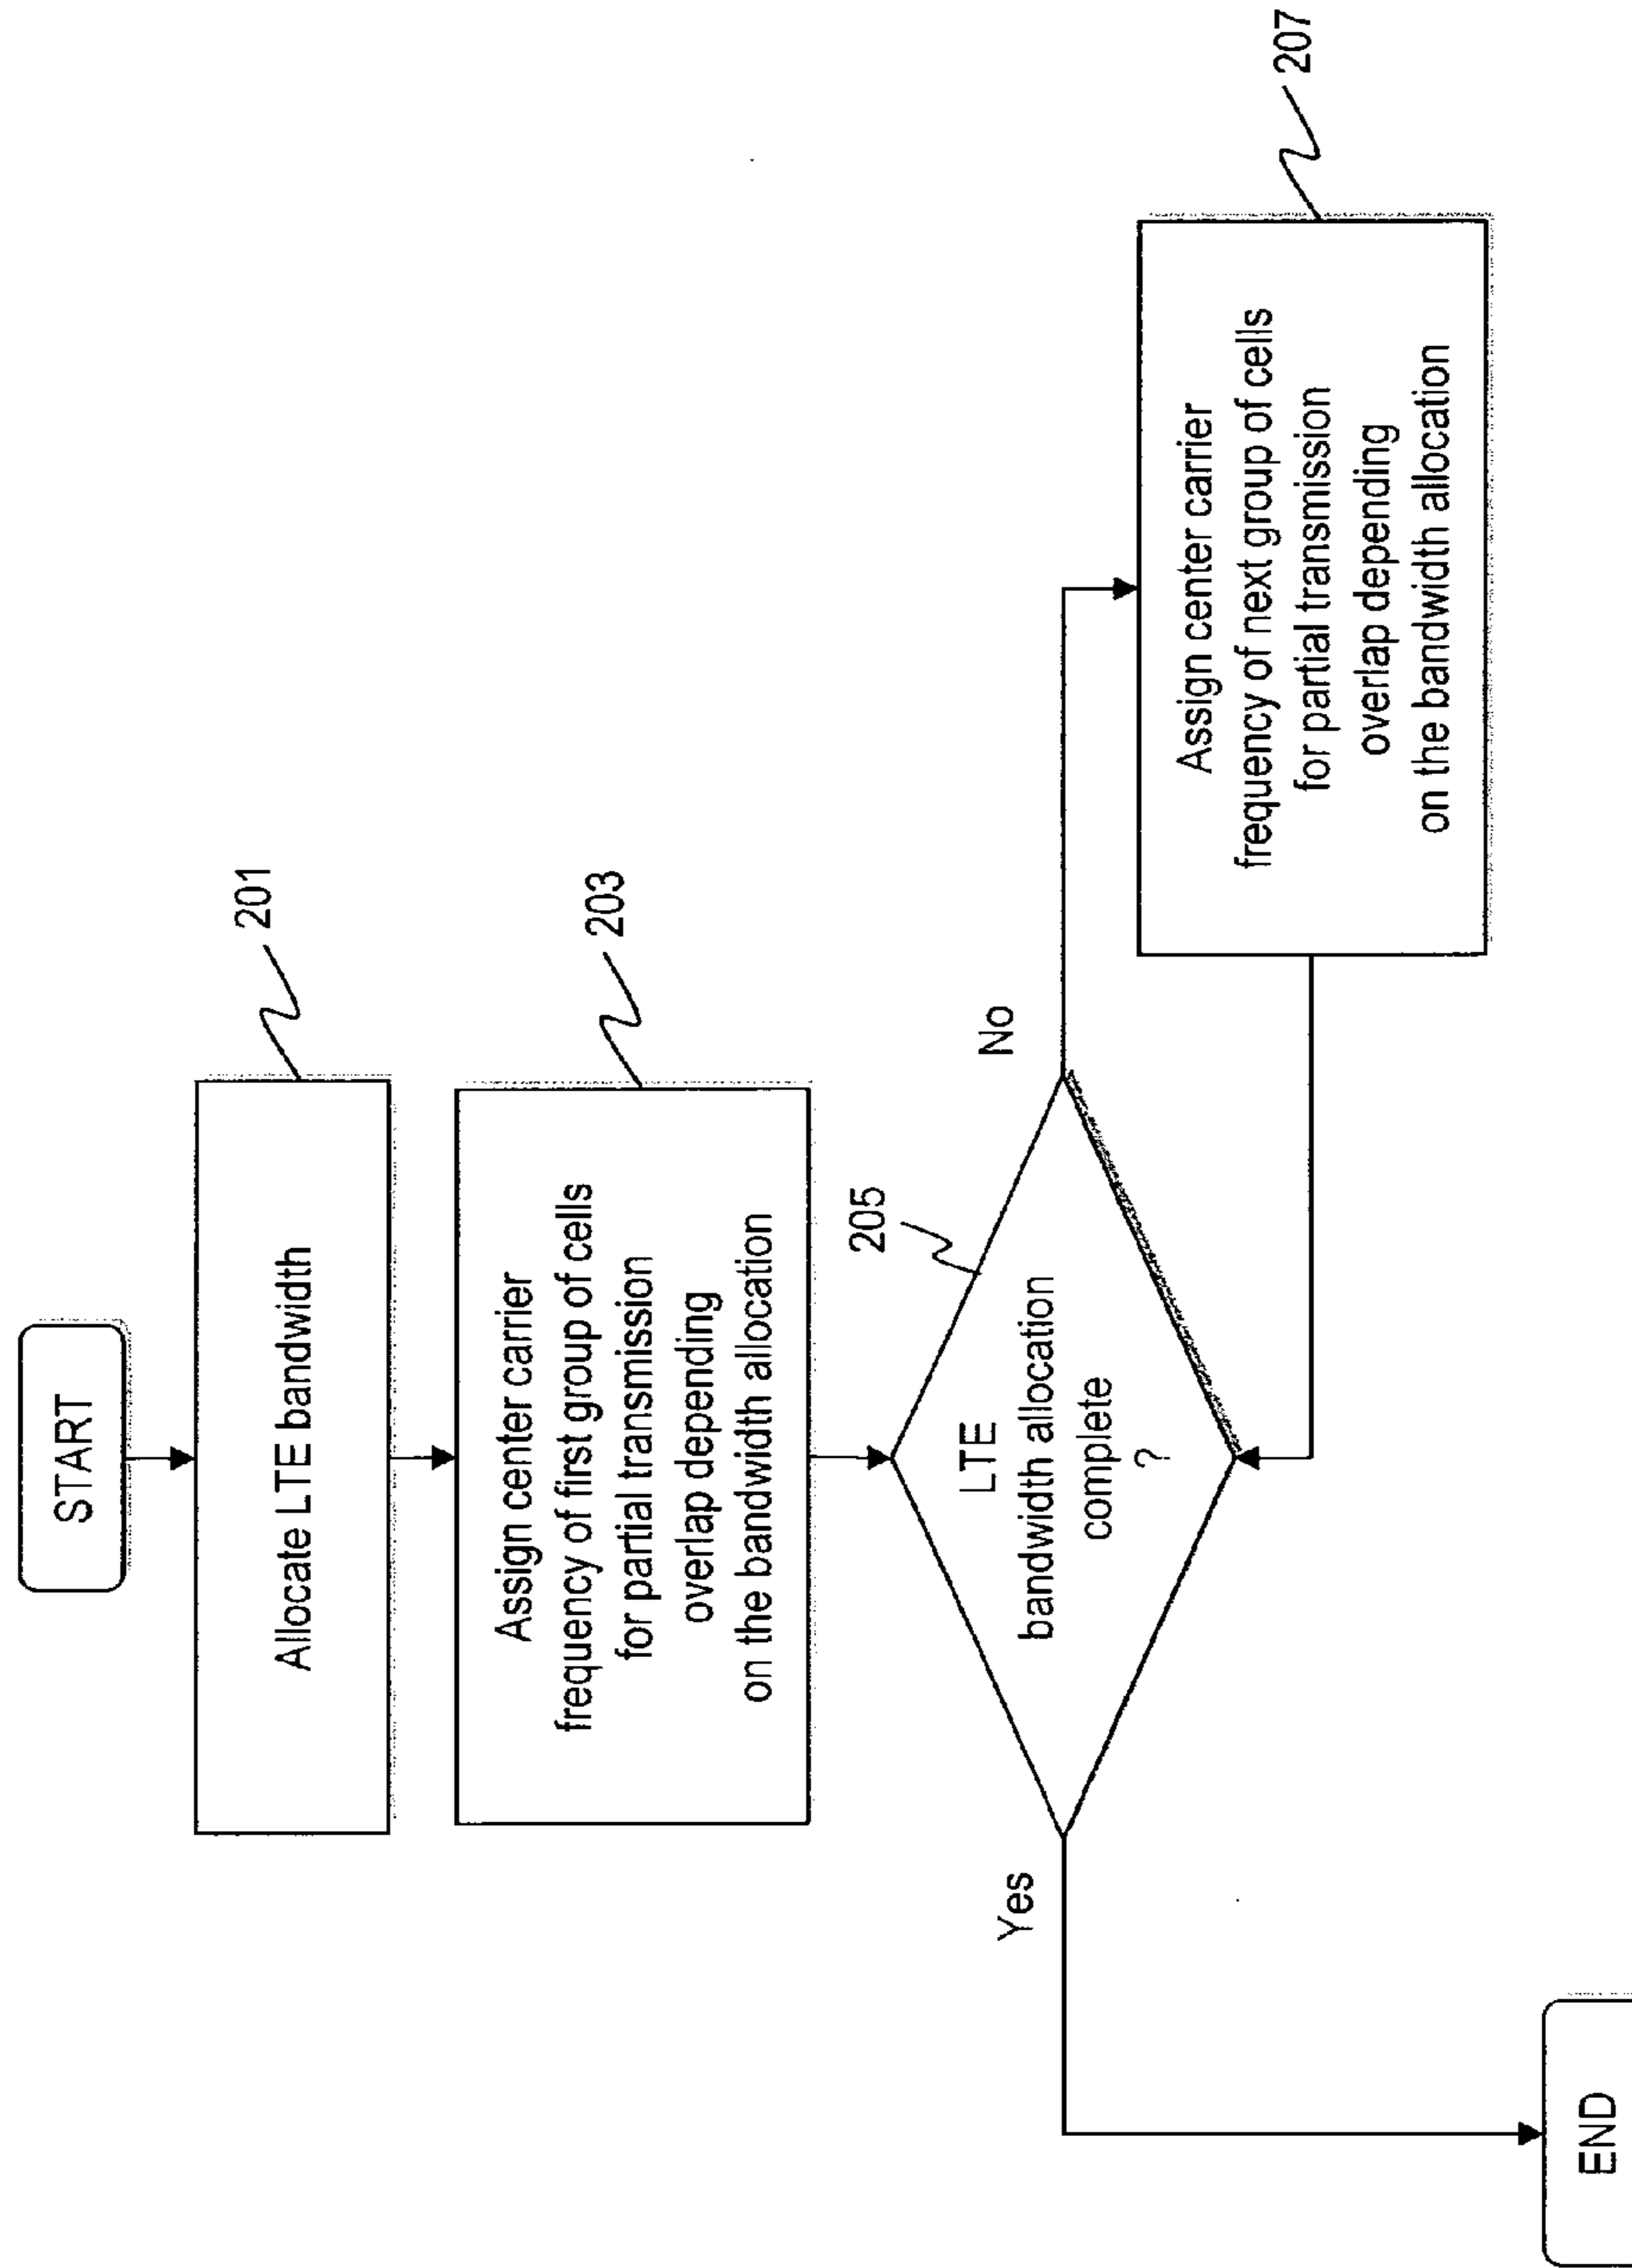 START
Allocate LTE bandwidth
201
Assign center carrier
frequency of first group of cells
for partial transmission
overlap depending
on the bandwidth allocation
203
205
LTE
bandwidth allocation
complete
?
Yes
No
Assign center carrier
frequency of next group of cells
for partial transmission
overlap depending
on the bandwidth allocation
207
END